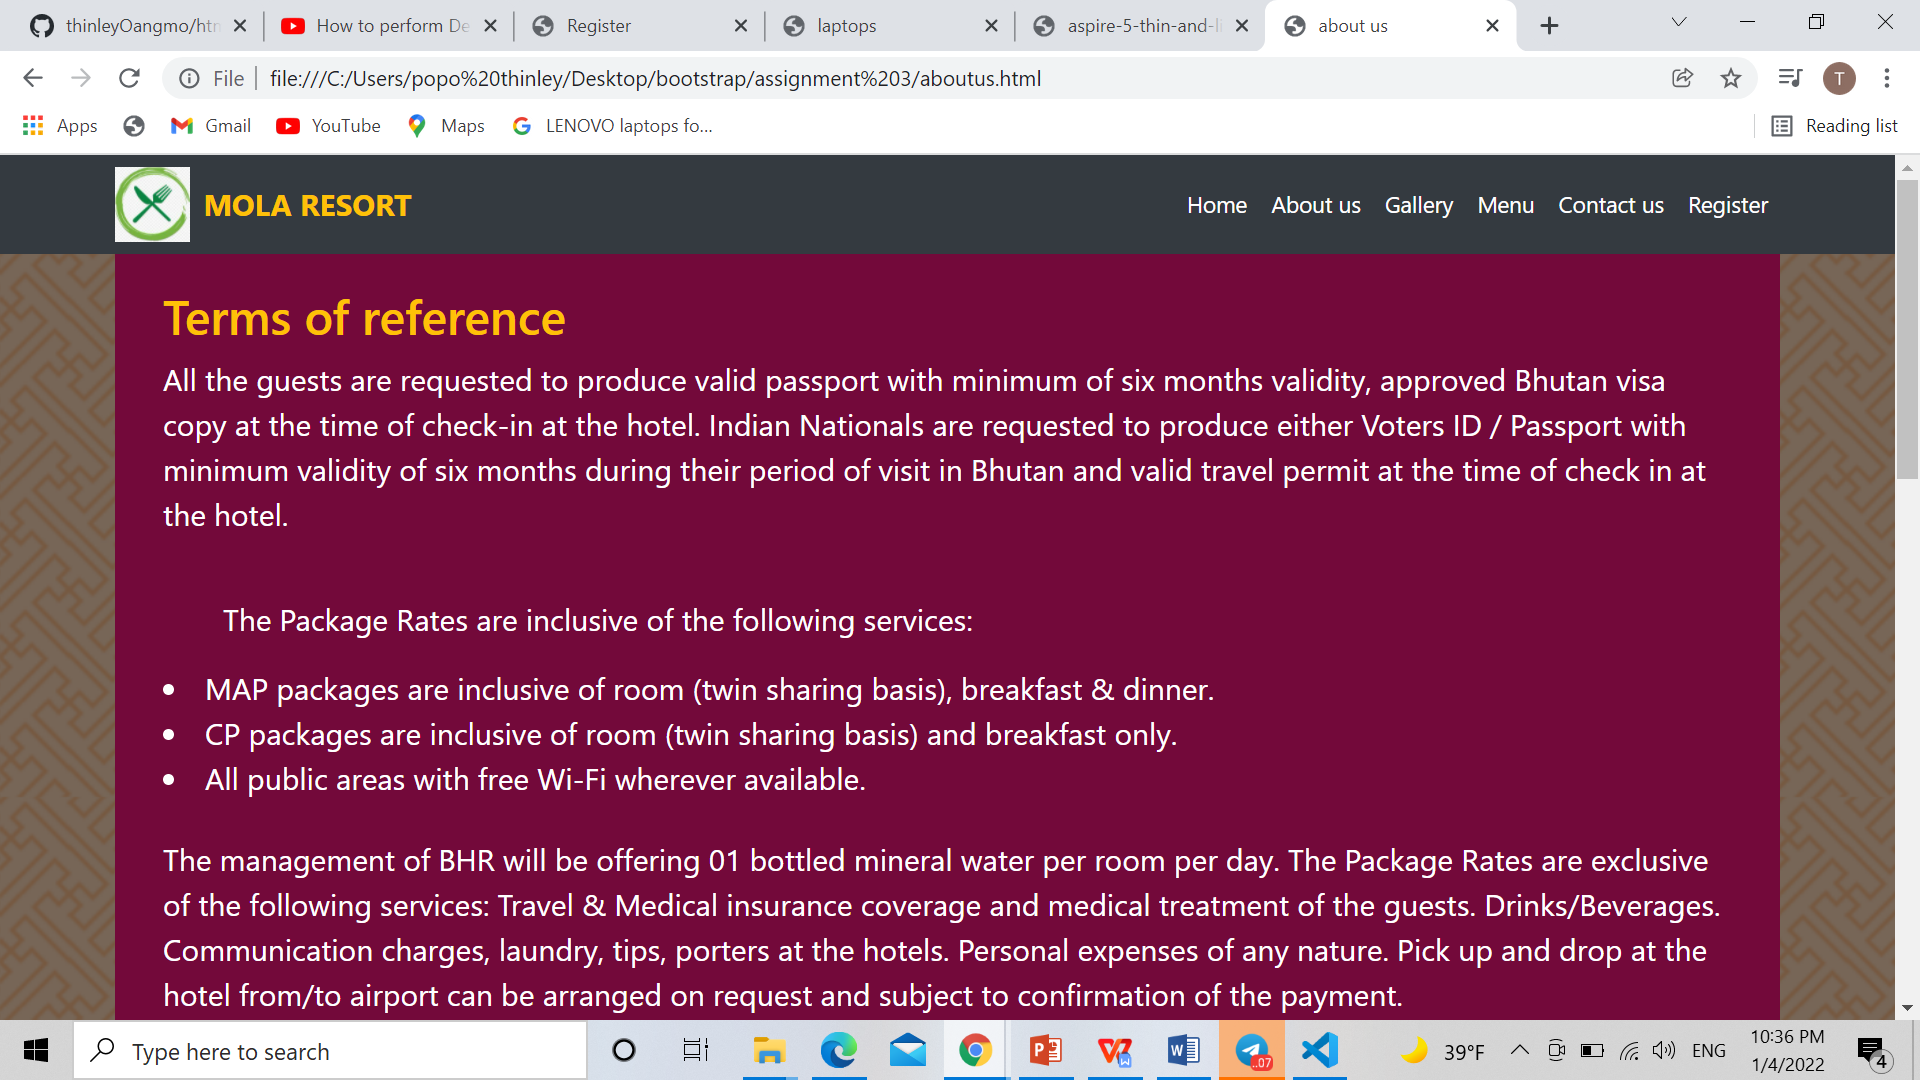 thinleyOangmo/htm
How to perform De
Register
laptops
aspire-5-thin-and-li
about us
File
file:///C:/Users/popo%20thinley/Desktop/bootstrap/assignment%203/aboutus.html
T
Apps
Gmail
YouTube
Maps
LENOVO laptops fo...
Reading list
MOLA RESORT
Home About us Gallery Menu Contact us Register
Terms of reference
All the guests are requested to produce valid passport with minimum of six months validity, approved Bhutan visa
copy at the time of check-in at the hotel. Indian Nationals are requested to produce either Voters ID / Passport with
minimum validity of six months during their period of visit in Bhutan and valid travel permit at the time of check in at
the hotel.
The Package Rates are inclusive of the following services:
• MAP packages are inclusive of room (twin sharing basis), breakfast & dinner.
• CP packages are inclusive of room (twin sharing basis) and breakfast only.
• All public areas with free Wi-Fi wherever available.
The management of BHR will be offering 01 bottled mineral water per room per day. The Package Rates are exclusive
of the following services: Travel & Medical insurance coverage and medical treatment of the guests. Drinks/Beverages.
Communication charges, laundry, tips, porters at the hotels. Personal expenses of any nature. Pick up and drop at the
hotel from/to airport can be arranged on request and subject to confirmation of the payment.
Type here to search
..07
39°F
ENG
10:36 PM
1/4/2022
4